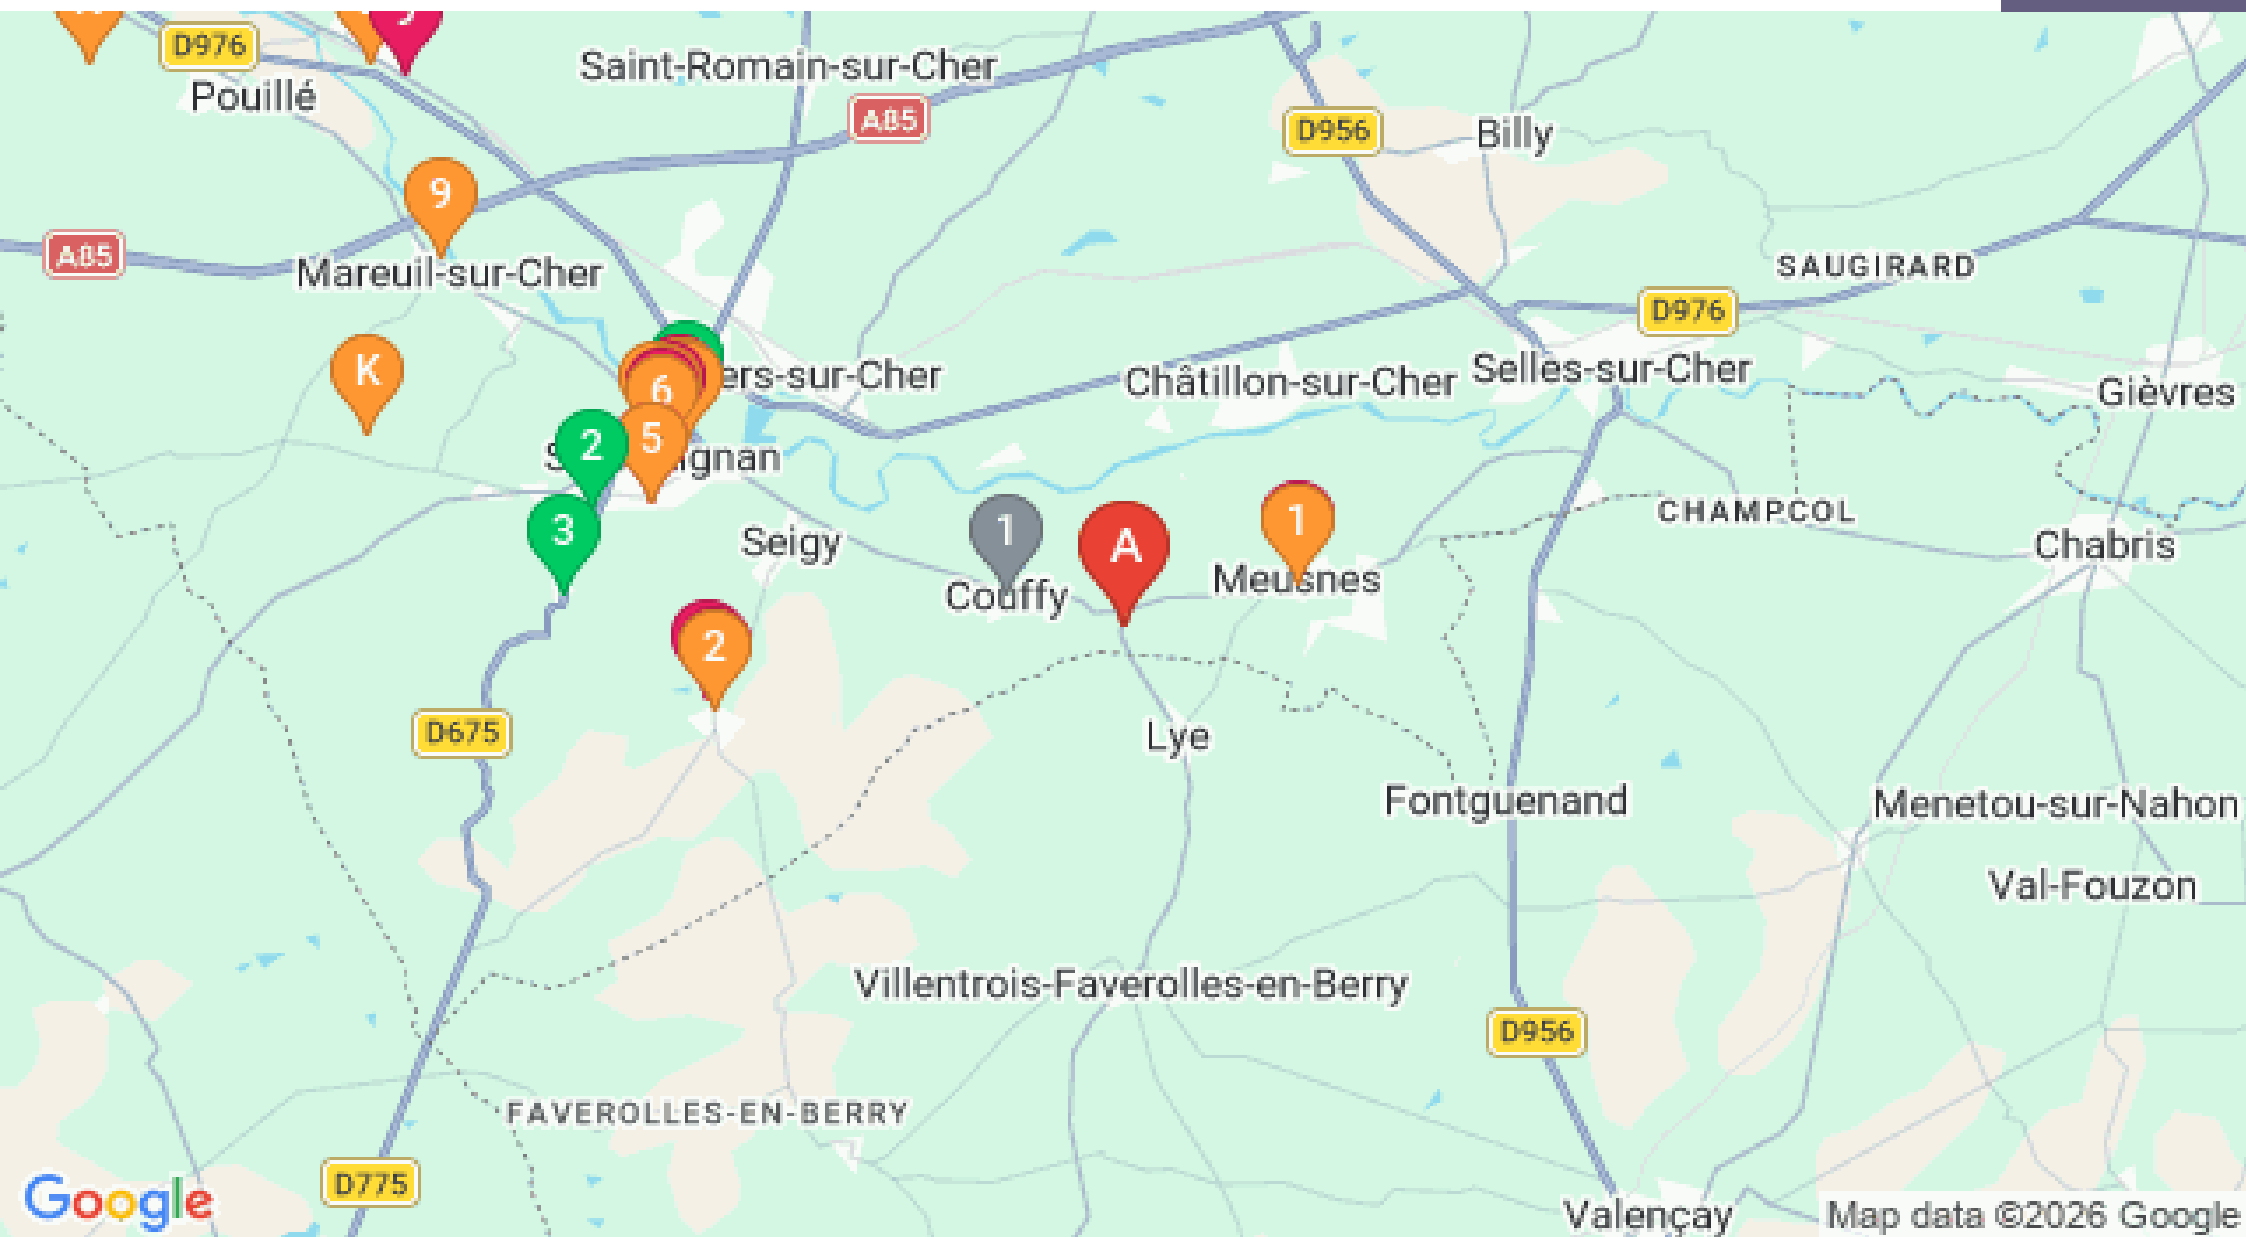 J
D976
Saint-Romain-sur-Cher
Pouillé
A85
D956
Billy
9
A85
Mareuil-sur-Cher
SAUGIRARD
D976
K
6
ers-sur-Cher
Châtillon-sur-Cher
Selles-sur-Cher
Gièvres
2
5
S
ignan
CHAMPCOL
3
Seigy
1
A
1
Chabris
Couffy
Meusnes
2
D675
Lye
Fontguenand
Menetou-sur-Nahon
Val-Fouzon
Villentrois-Faverolles-en-Berry
D956
FAVEROLLES-EN-BERRY
D775
Google
Valençay
Map data ©2026 Google